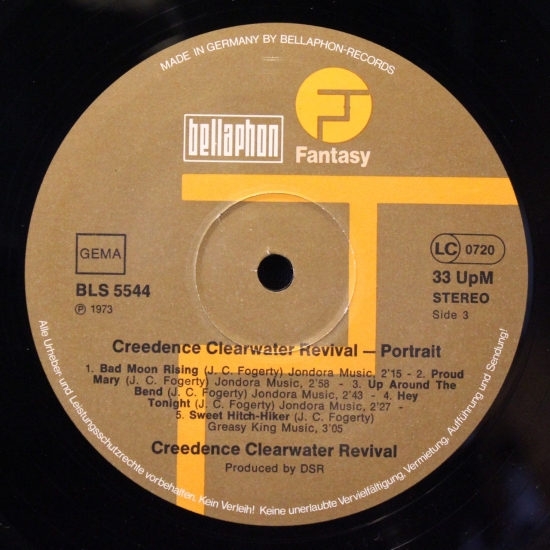 MADE IN GERMANY BY BELLAPHON-RECORDS
bellaphon
Fantasy
GEMA
LC 0720
BLS 5544
33 UpM
℗ 1973
STEREO
Side 3
Creedence Clearwater Revival – Portrait
1. Bad Moon Rising (J. C. Fogerty) Jondora Music, 2'15 - 2. Proud
Mary (J. C. Fogerty) Jondora Music, 2'58 - 3. Up Around The
Bend (J. C. Fogerty) Jondora Music, 2'43 - 4. Hey
Tonight (J. C. Fogerty) Jondora Music, 2'27 -
5. Sweet Hitch-Hiker (J. C. Fogerty)
Greasy King Music, 3'05
Creedence Clearwater Revival
Produced by DSR
Alle Urheber- und Leistungsschutzrechte vorbehalten. Kein Verleih! Keine unerlaubte Vervielfältigung, Vermietung, Aufführung und Sendung!